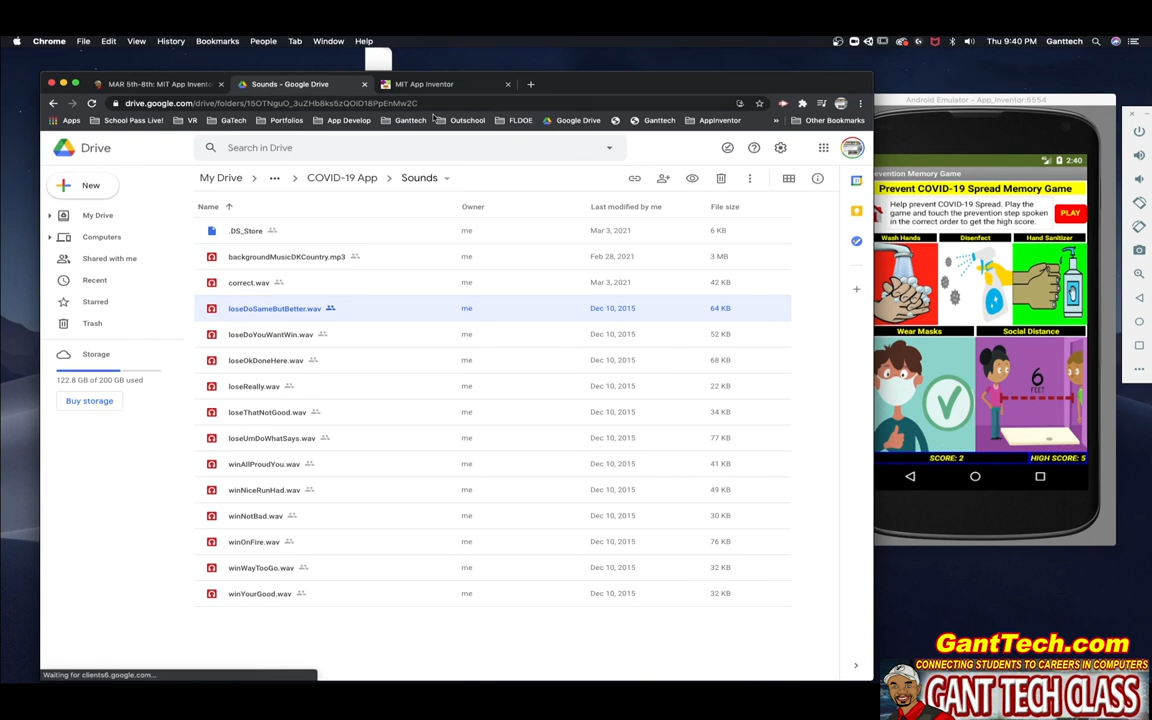 Chrome File Edit View History Bookmarks People Tab Window Help Thu 9:40 PM Ganttech
MAR 5th-8th: MIT App Invento Sounds - Google Drive MIT App Inventor
drive.google.com/drive/folders/15OTNguO_3uZHb8ks5zQOiD18PpEnMw2C
Apps School Pass Live! VR GaTech Portfolios App Develop Ganttech Outschool FLDOE Google Drive Ganttech AppInventor » Other Bookmarks
Drive
Search in Drive
New
My Drive
Computers
Shared with me
Recent
Starred
Trash
Storage
122.8 GB of 200 GB used
Buy storage
My Drive > ... > COVID-19 App > Sounds
Name Owner Last modified by me File size
.DS_Store me Mar 3, 2021 6 KB
backgroundMusicDKCountry.mp3 me Feb 28, 2021 3 MB
correct.wav me Mar 3, 2021 42 KB
loseDoSameButBetter.wav me Dec 10, 2015 64 KB
loseDoYouWantWin.wav me Dec 10, 2015 52 KB
loseOkDoneHere.wav me Dec 10, 2015 68 KB
loseReally.wav me Dec 10, 2015 22 KB
loseThatNotGood.wav me Dec 10, 2015 34 KB
loseUmDoWhatSays.wav me Dec 10, 2015 77 KB
winAllProudYou.wav me Dec 10, 2015 41 KB
winNiceRunHad.wav me Dec 10, 2015 49 KB
winNotBad.wav me Dec 10, 2015 30 KB
winOnFire.wav me Dec 10, 2015 76 KB
winWayTooGo.wav me Dec 10, 2015 32 KB
winYourGood.wav me Dec 10, 2015 32 KB
Waiting for clients6.google.com...
Android Emulator - App_Inventor:5554
2:40
evention Memory Game
Prevent COVID-19 Spread Memory Game
Help prevent COVID-19 Spread. Play the
game and touch the prevention step spoken
in the correct order to get the high score.
PLAY
Wash Hands Disenfect Hand Sanitizer
Wear Masks Social Distance
6
FEET
SCORE: 2 HIGH SCORE: 5
GantTech.com
CONNECTING STUDENTS TO CAREERS IN COMPUTERS
GANT TECH CLASS